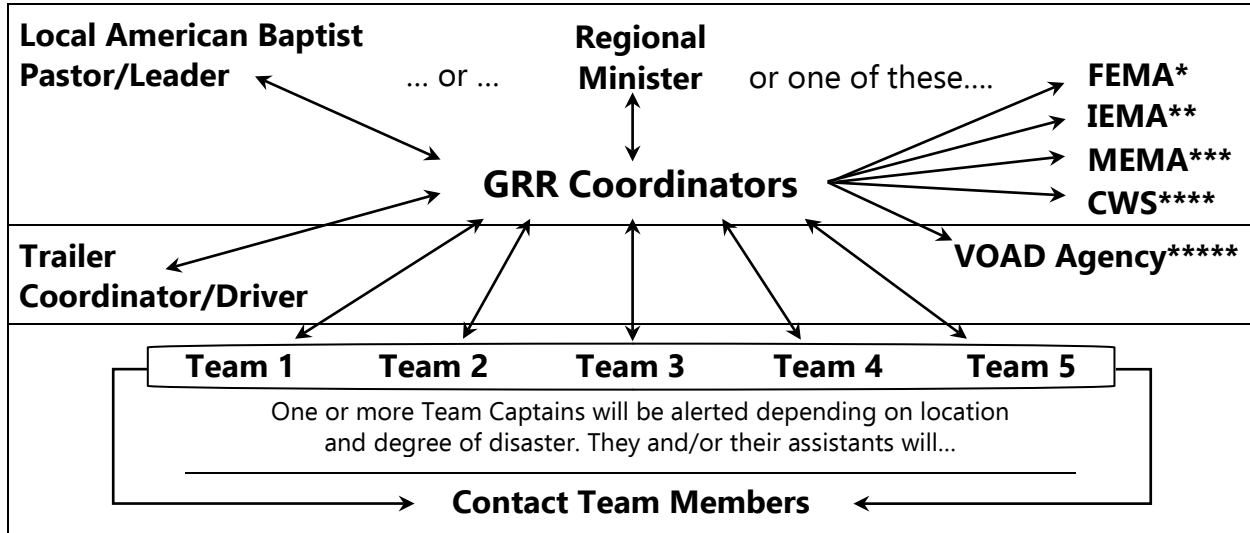 Local American Baptist
Pastor/Leader
... or ...
Regional
Minister
or one of these....
FEMA*
IEMA**
MEMA***
CWS****
GRR Coordinators
VOAD Agency*****
Trailer
Coordinator/Driver
Team 1 Team 2 Team 3 Team 4 Team 5
One or more Team Captains will be alerted depending on location
and degree of disaster. They and/or their assistants will...
Contact Team Members